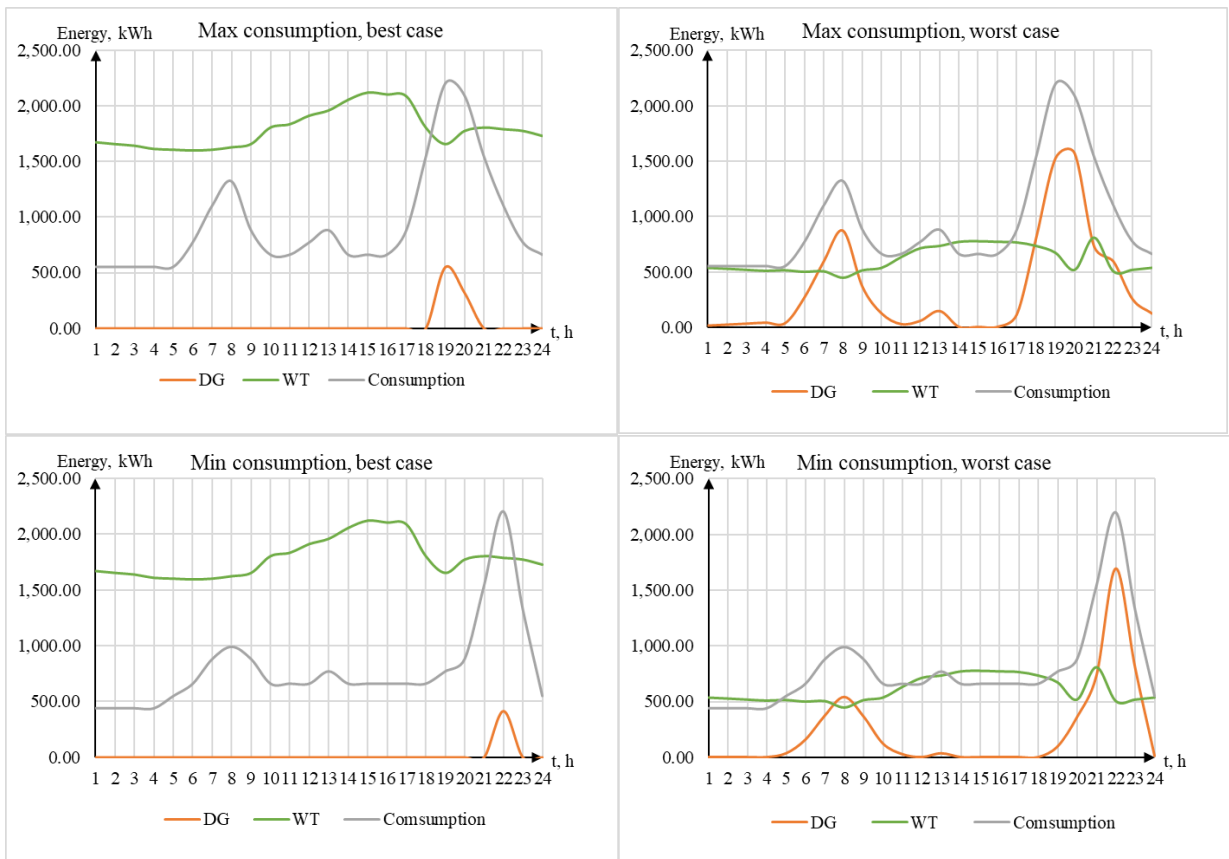 Energy, kWh
Max consumption, best case
2,500.00
2,000.00
1,500.00
1,000.00
500.00
0.00
t, h
1 2 3 4 5 6 7 8 9 10 11 12 13 14 15 16 17 18 19 20 21 22 23 24
DG WT Consumption
Energy, kWh
Max consumption, worst case
2,500.00
2,000.00
1,500.00
1,000.00
500.00
0.00
t, h
1 2 3 4 5 6 7 8 9 10 11 12 13 14 15 16 17 18 19 20 21 22 23 24
DG WT Consumption
Energy, kWh
Min consumption, best case
2,500.00
2,000.00
1,500.00
1,000.00
500.00
0.00
t, h
1 2 3 4 5 6 7 8 9 10 11 12 13 14 15 16 17 18 19 20 21 22 23 24
DG WT Comsumption
Energy, kWh
Min consumption, worst case
2,500.00
2,000.00
1,500.00
1,000.00
500.00
0.00
t, h
1 2 3 4 5 6 7 8 9 10 11 12 13 14 15 16 17 18 19 20 21 22 23 24
DG WT Comsumption